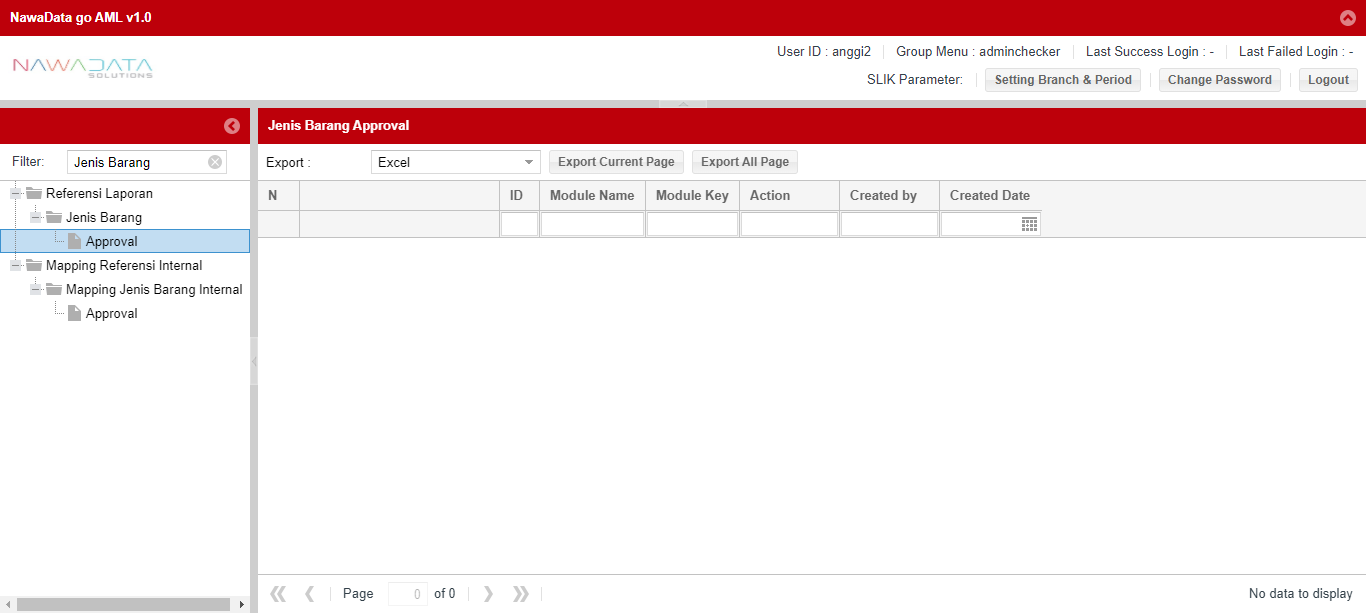 NawaData go AML v1.0
NAWADATA
SOLUTIONS
User ID : anggi2 Group Menu : adminchecker Last Success Login : - Last Failed Login : -
SLIK Parameter: Setting Branch & Period Change Password Logout
Jenis Barang Approval
Filter: Jenis Barang
Export : Excel Export Current Page Export All Page
Referensi Laporan
Jenis Barang
Approval
Mapping Referensi Internal
Mapping Jenis Barang Internal
Approval
N ID Module Name Module Key Action Created by Created Date
Page 0 of 0 No data to display